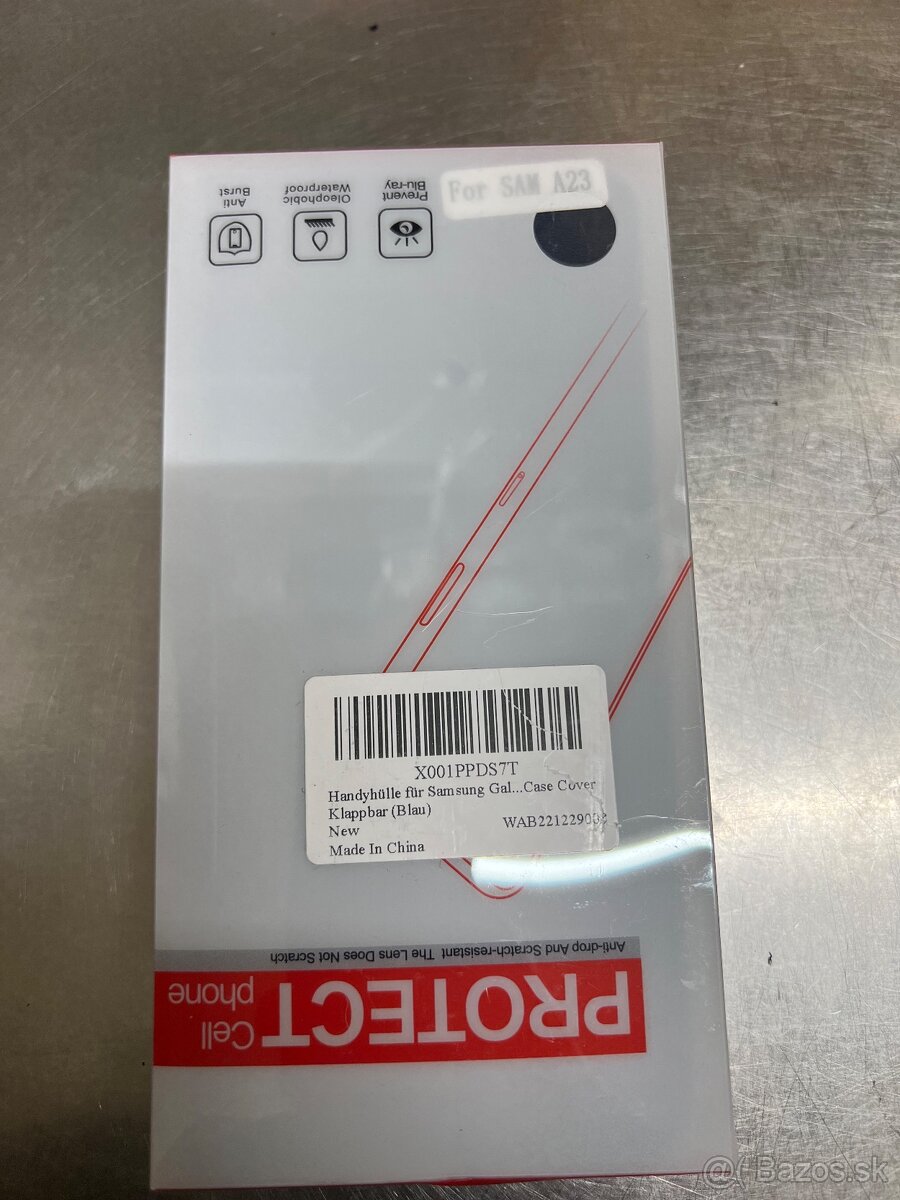 For SAM A23
Prevent
Blu-ray
Oleophobic
Waterproof
Anti
Burst
X001PPDS7T
Handyhülle für Samsung Gal...Case Cover
Klappbar (Blau)
New
WAB221229003
Made In China
Anti-drop And Scratch-resistant The Lens Does Not Scratch
PROTECT
Cell
phone
@ Bazos.sk